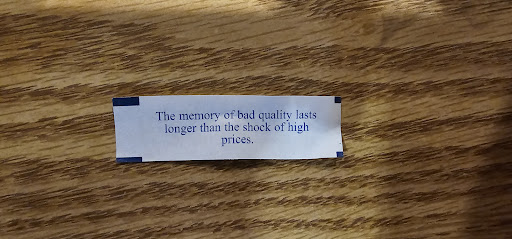 The memory of bad quality lasts
longer than the shock of high
prices.